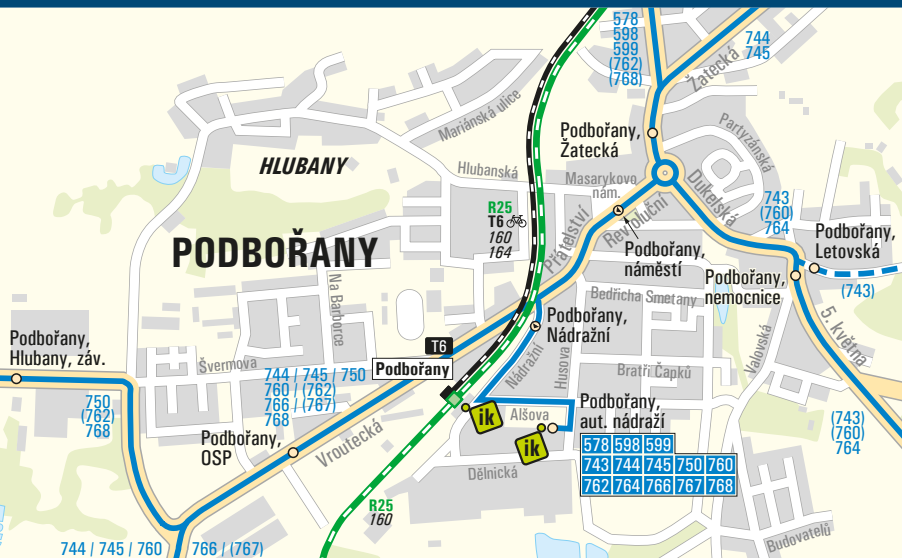 578
598
599
(762)
(768)
744
745
Žatecká
Mariánská ulice
Partyzánská
Podbořany,
Žatecká
HLUBANY
Hlubanská
Masarykovo
nám.
Dukelská
R25
T6
160
164
743
(760)
764
Přátelství
Revoluční
PODBOŘANY
Podbořany,
náměstí
Podbořany,
Letovská
Podbořany,
nemocnice
(743)
Na Barborce
Bedřicha Smetany
Podbořany,
Nádražní
5. května
Podbořany,
Hlubany, záv.
T6
Podbořany
Švermova
Nádražní
Husova
Bratří Čapků
Valovská
744 / 745 / 750
760 / (762)
766 / (767)
768
750
(762)
768
ik
Alšova
Podbořany,
aut. nádraží
Podbořany,
OSP
Vroutecká
ik
578 598 599
743 744 745 750 760
762 764 766 767 768
(743)
(760)
764
Dělnická
R25
160
Budovatelů
744 / 745 / 760
766 / (767)